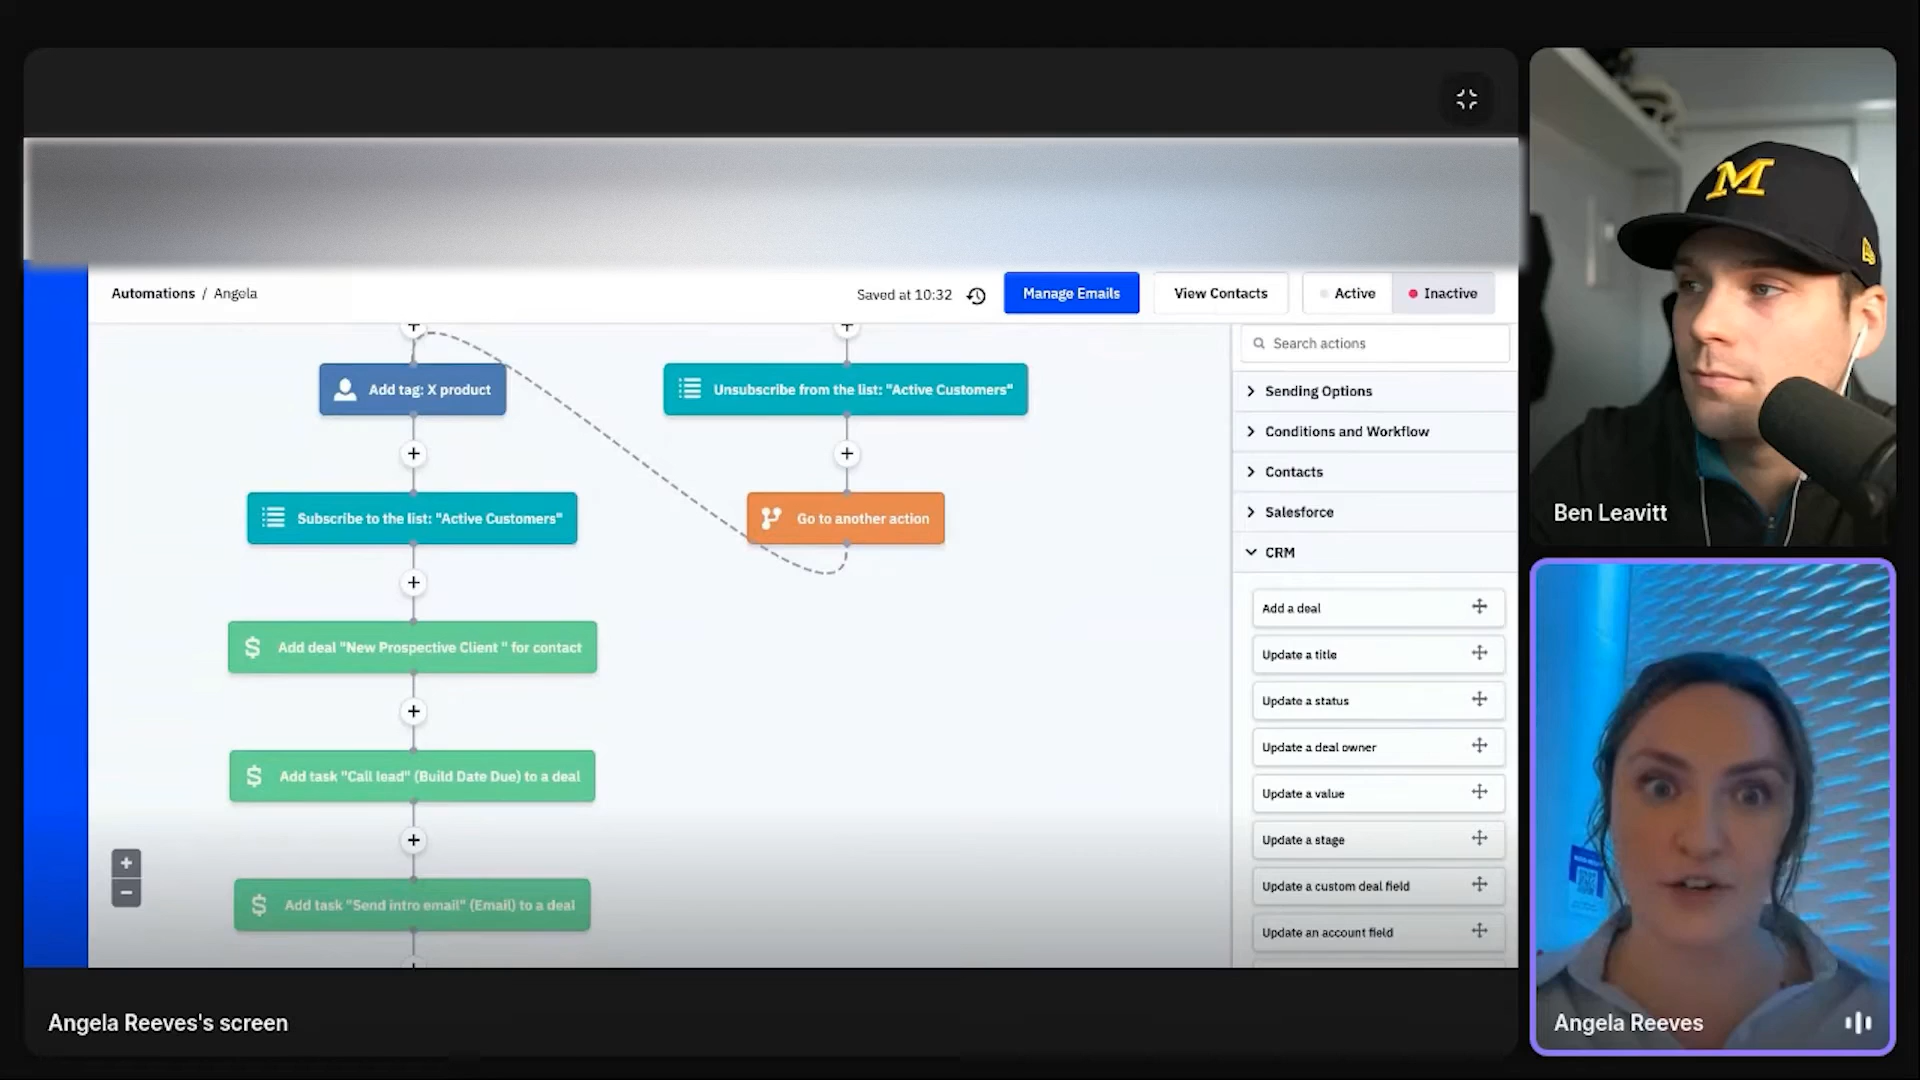 Automations / Angela
Saved at 10:32
Manage Emails
View Contacts
Active
Inactive
Add tag: X product
Unsubscribe from the list: "Active Customers"
Subscribe to the list: "Active Customers"
Go to another action
Add deal "New Prospective Client " for contact
Add task "Call lead" (Build Date Due) to a deal
Add task "Send intro email" (Email) to a deal
+
−
Search actions
Sending Options
Conditions and Workflow
Contacts
Salesforce
CRM
Add a deal
Update a title
Update a status
Update a deal owner
Update a value
Update a stage
Update a custom deal field
Update an account field
M
Ben Leavitt
Angela Reeves
Angela Reeves's screen